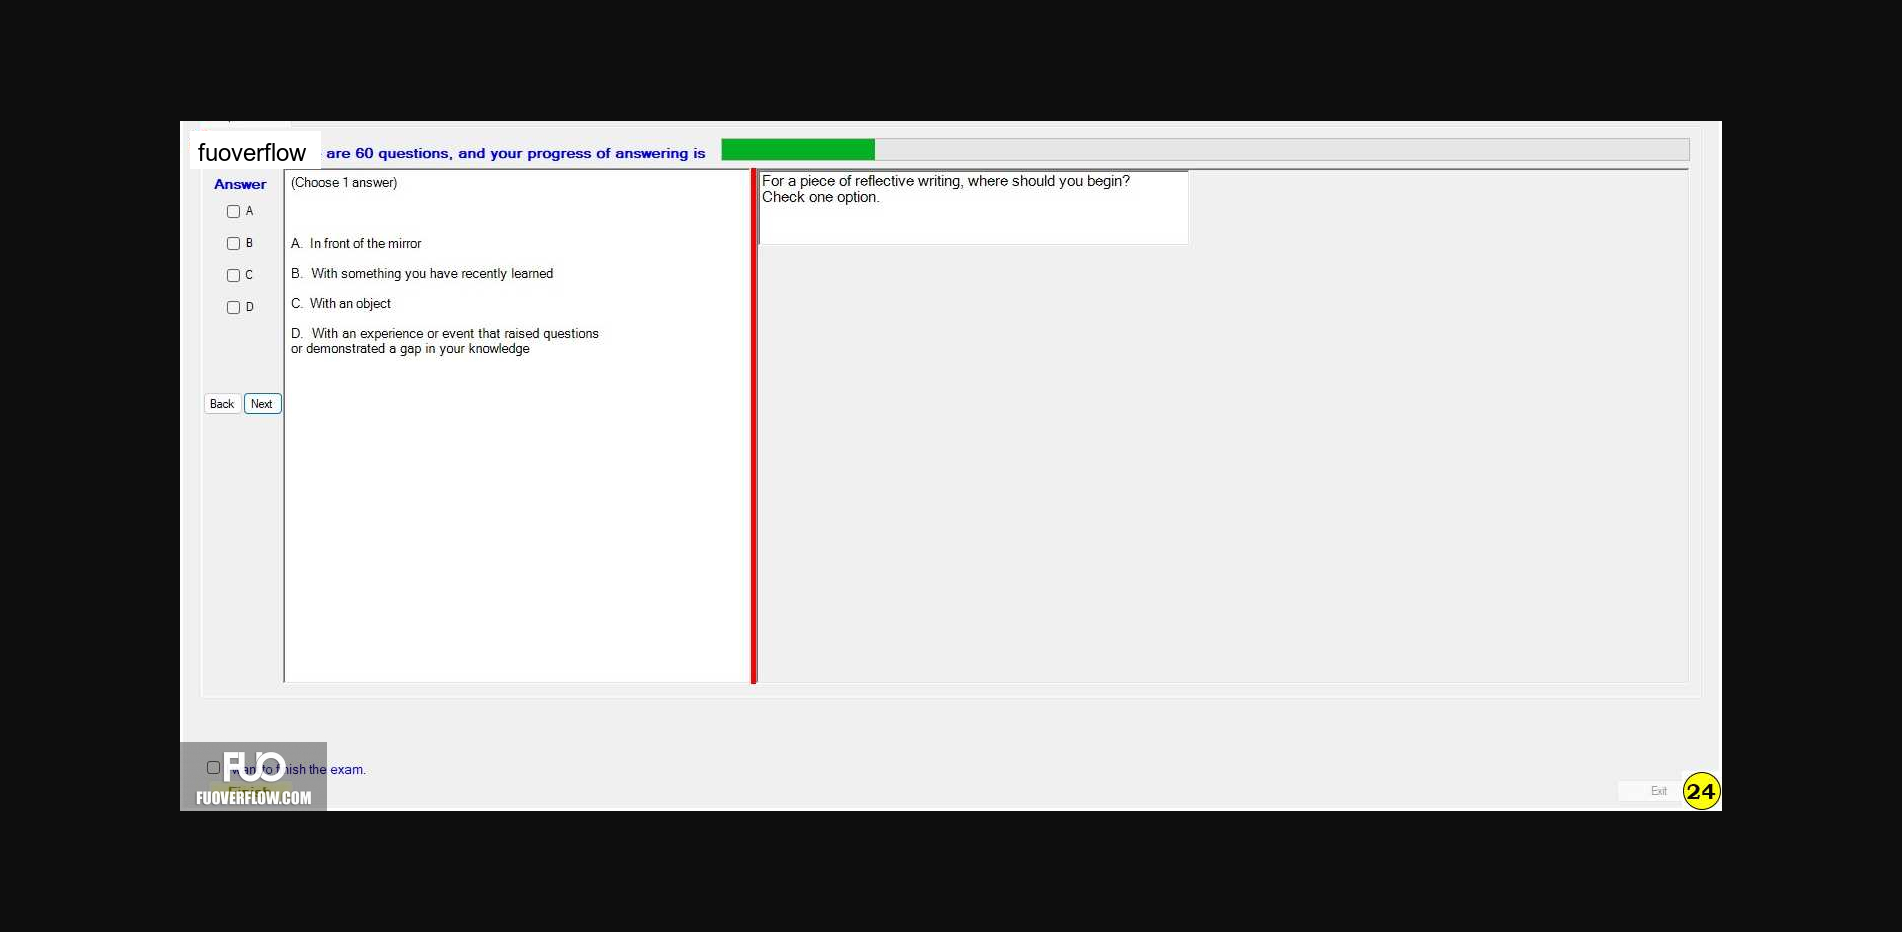 fuoverflow
are 60 questions, and your progress of answering is
Answer
A
B
C
D
Back
Next
(Choose 1 answer)
A. In front of the mirror
B. With something you have recently learned
C. With an object
D. With an experience or event that raised questions
or demonstrated a gap in your knowledge
For a piece of reflective writing, where should you begin?
Check one option.
FUO
want to finish the exam.
Finish
FUOVERFLOW.COM
Exit
24